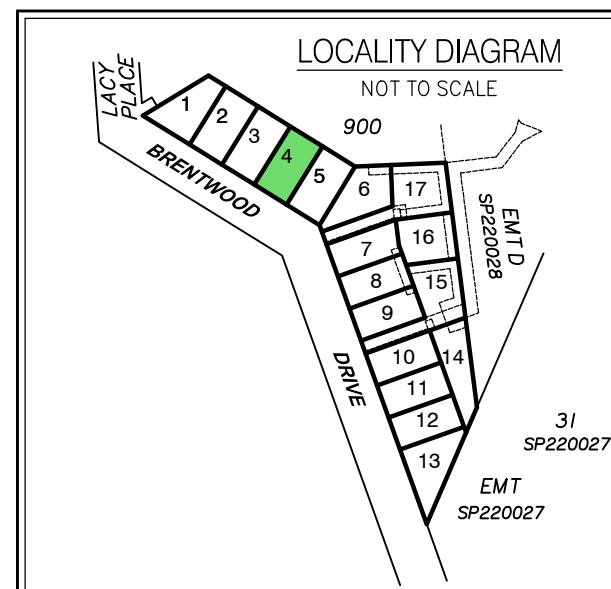 LOCALITY DIAGRAM
NOT TO SCALE
LACY
PLACE
900
1
2
3
4
5
6
17
BRENTWOOD
7
16
EMT D
SP220028
8
15
9
10
14
DRIVE
11
12
13
31
SP220027
EMT
SP220027